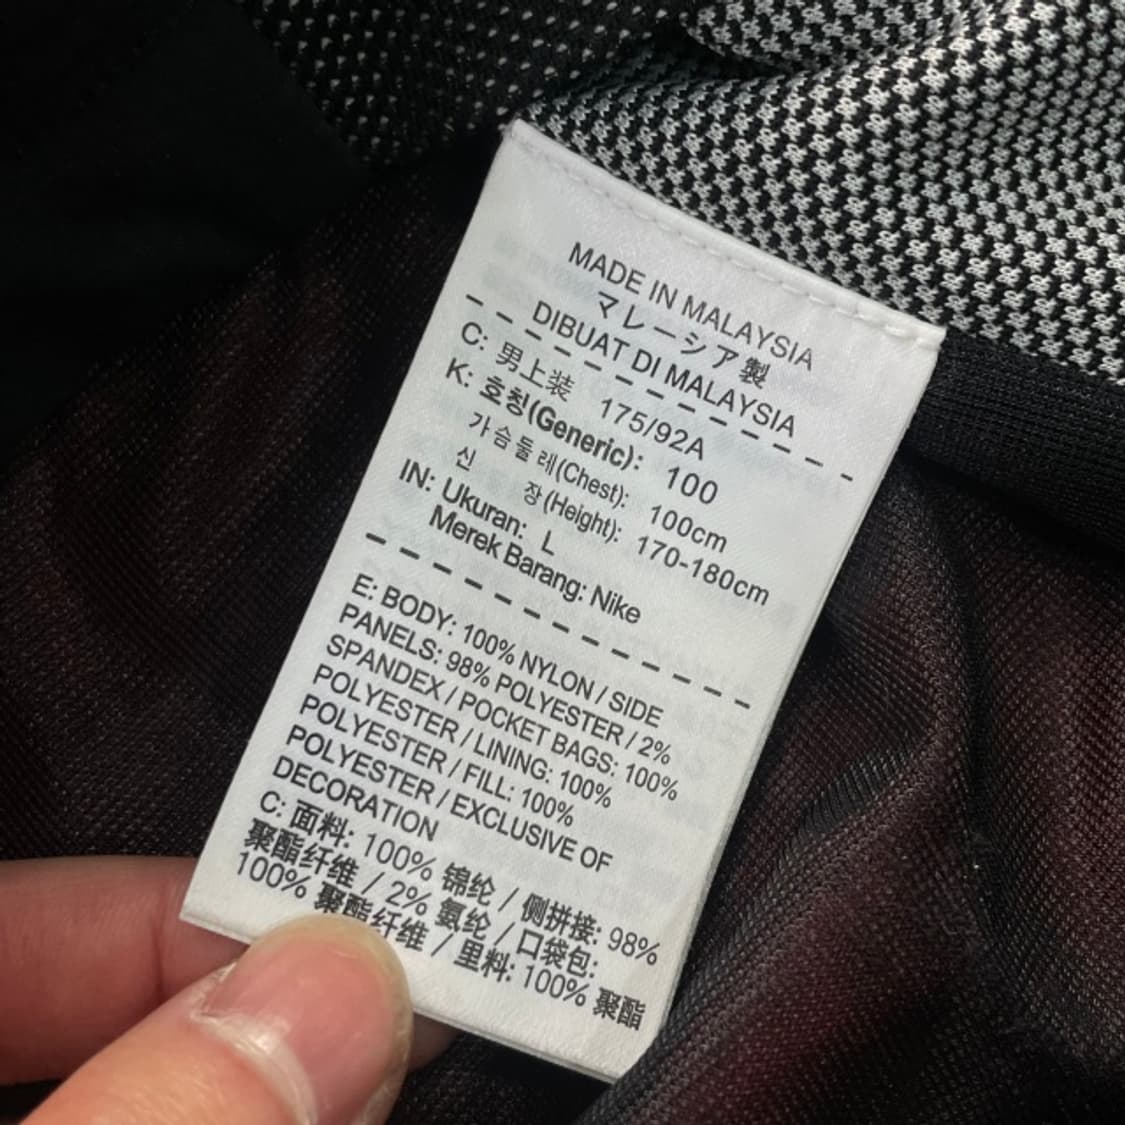 MADE IN MALAYSIA
マレーシア製
DIBUAT DI MALAYSIA
C: 男上装 175/92A
K: 호칭(Generic): 100
가슴둘레(Chest): 100cm
신 장(Height): 170-180cm
IN: Ukuran: L
Merek Barang: Nike
E: BODY: 100% NYLON / SIDE
PANELS: 98% POLYESTER / 2%
SPANDEX / POCKET BAGS: 100%
POLYESTER / LINING: 100%
POLYESTER / FILL: 100%
POLYESTER / EXCLUSIVE OF
DECORATION
C: 面料: 100% 锦纶 / 侧拼接: 98%
聚酯纤维 / 2% 氨纶 / 口袋包:
100% 聚酯纤维 / 里料: 100% 聚酯